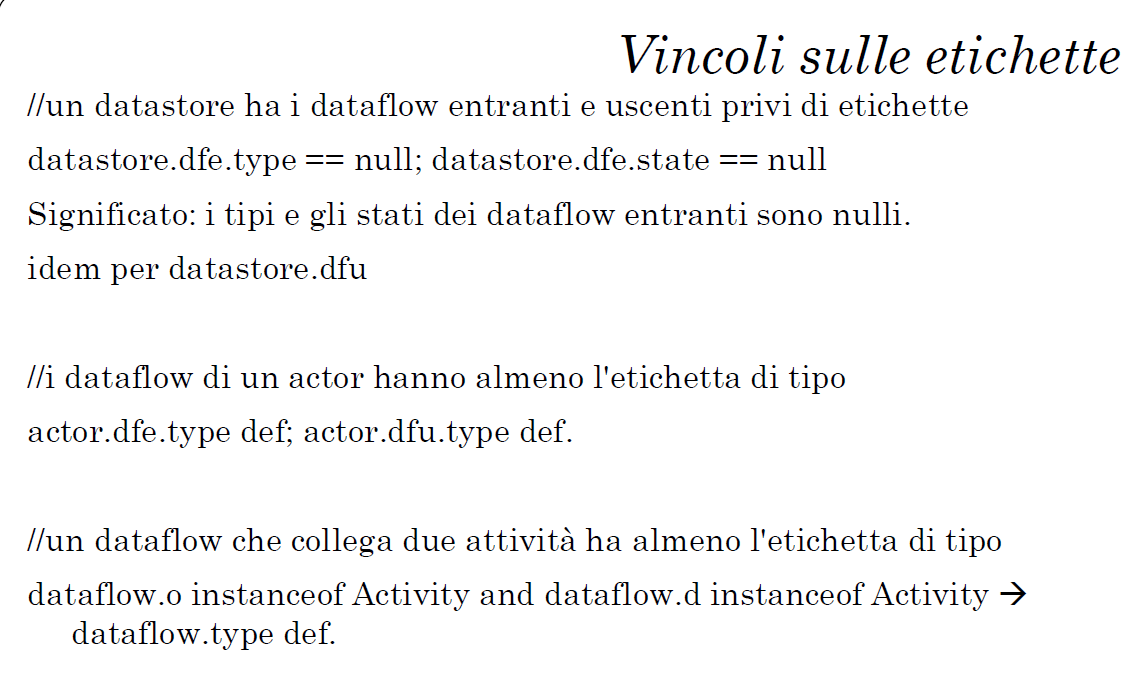 Vincoli sulle etichette
//un datastore ha i dataflow entranti e uscenti privi di etichette
datastore.dfe.type == null; datastore.dfe.state == null
Significato: i tipi e gli stati dei dataflow entranti sono nulli.
idem per datastore.dfu
//i dataflow di un actor hanno almeno l'etichetta di tipo
actor.dfe.type def; actor.dfu.type def.
//un dataflow che collega due attività ha almeno l'etichetta di tipo
dataflow.o instanceof Activity and dataflow.d instanceof Activity →
dataflow.type def.